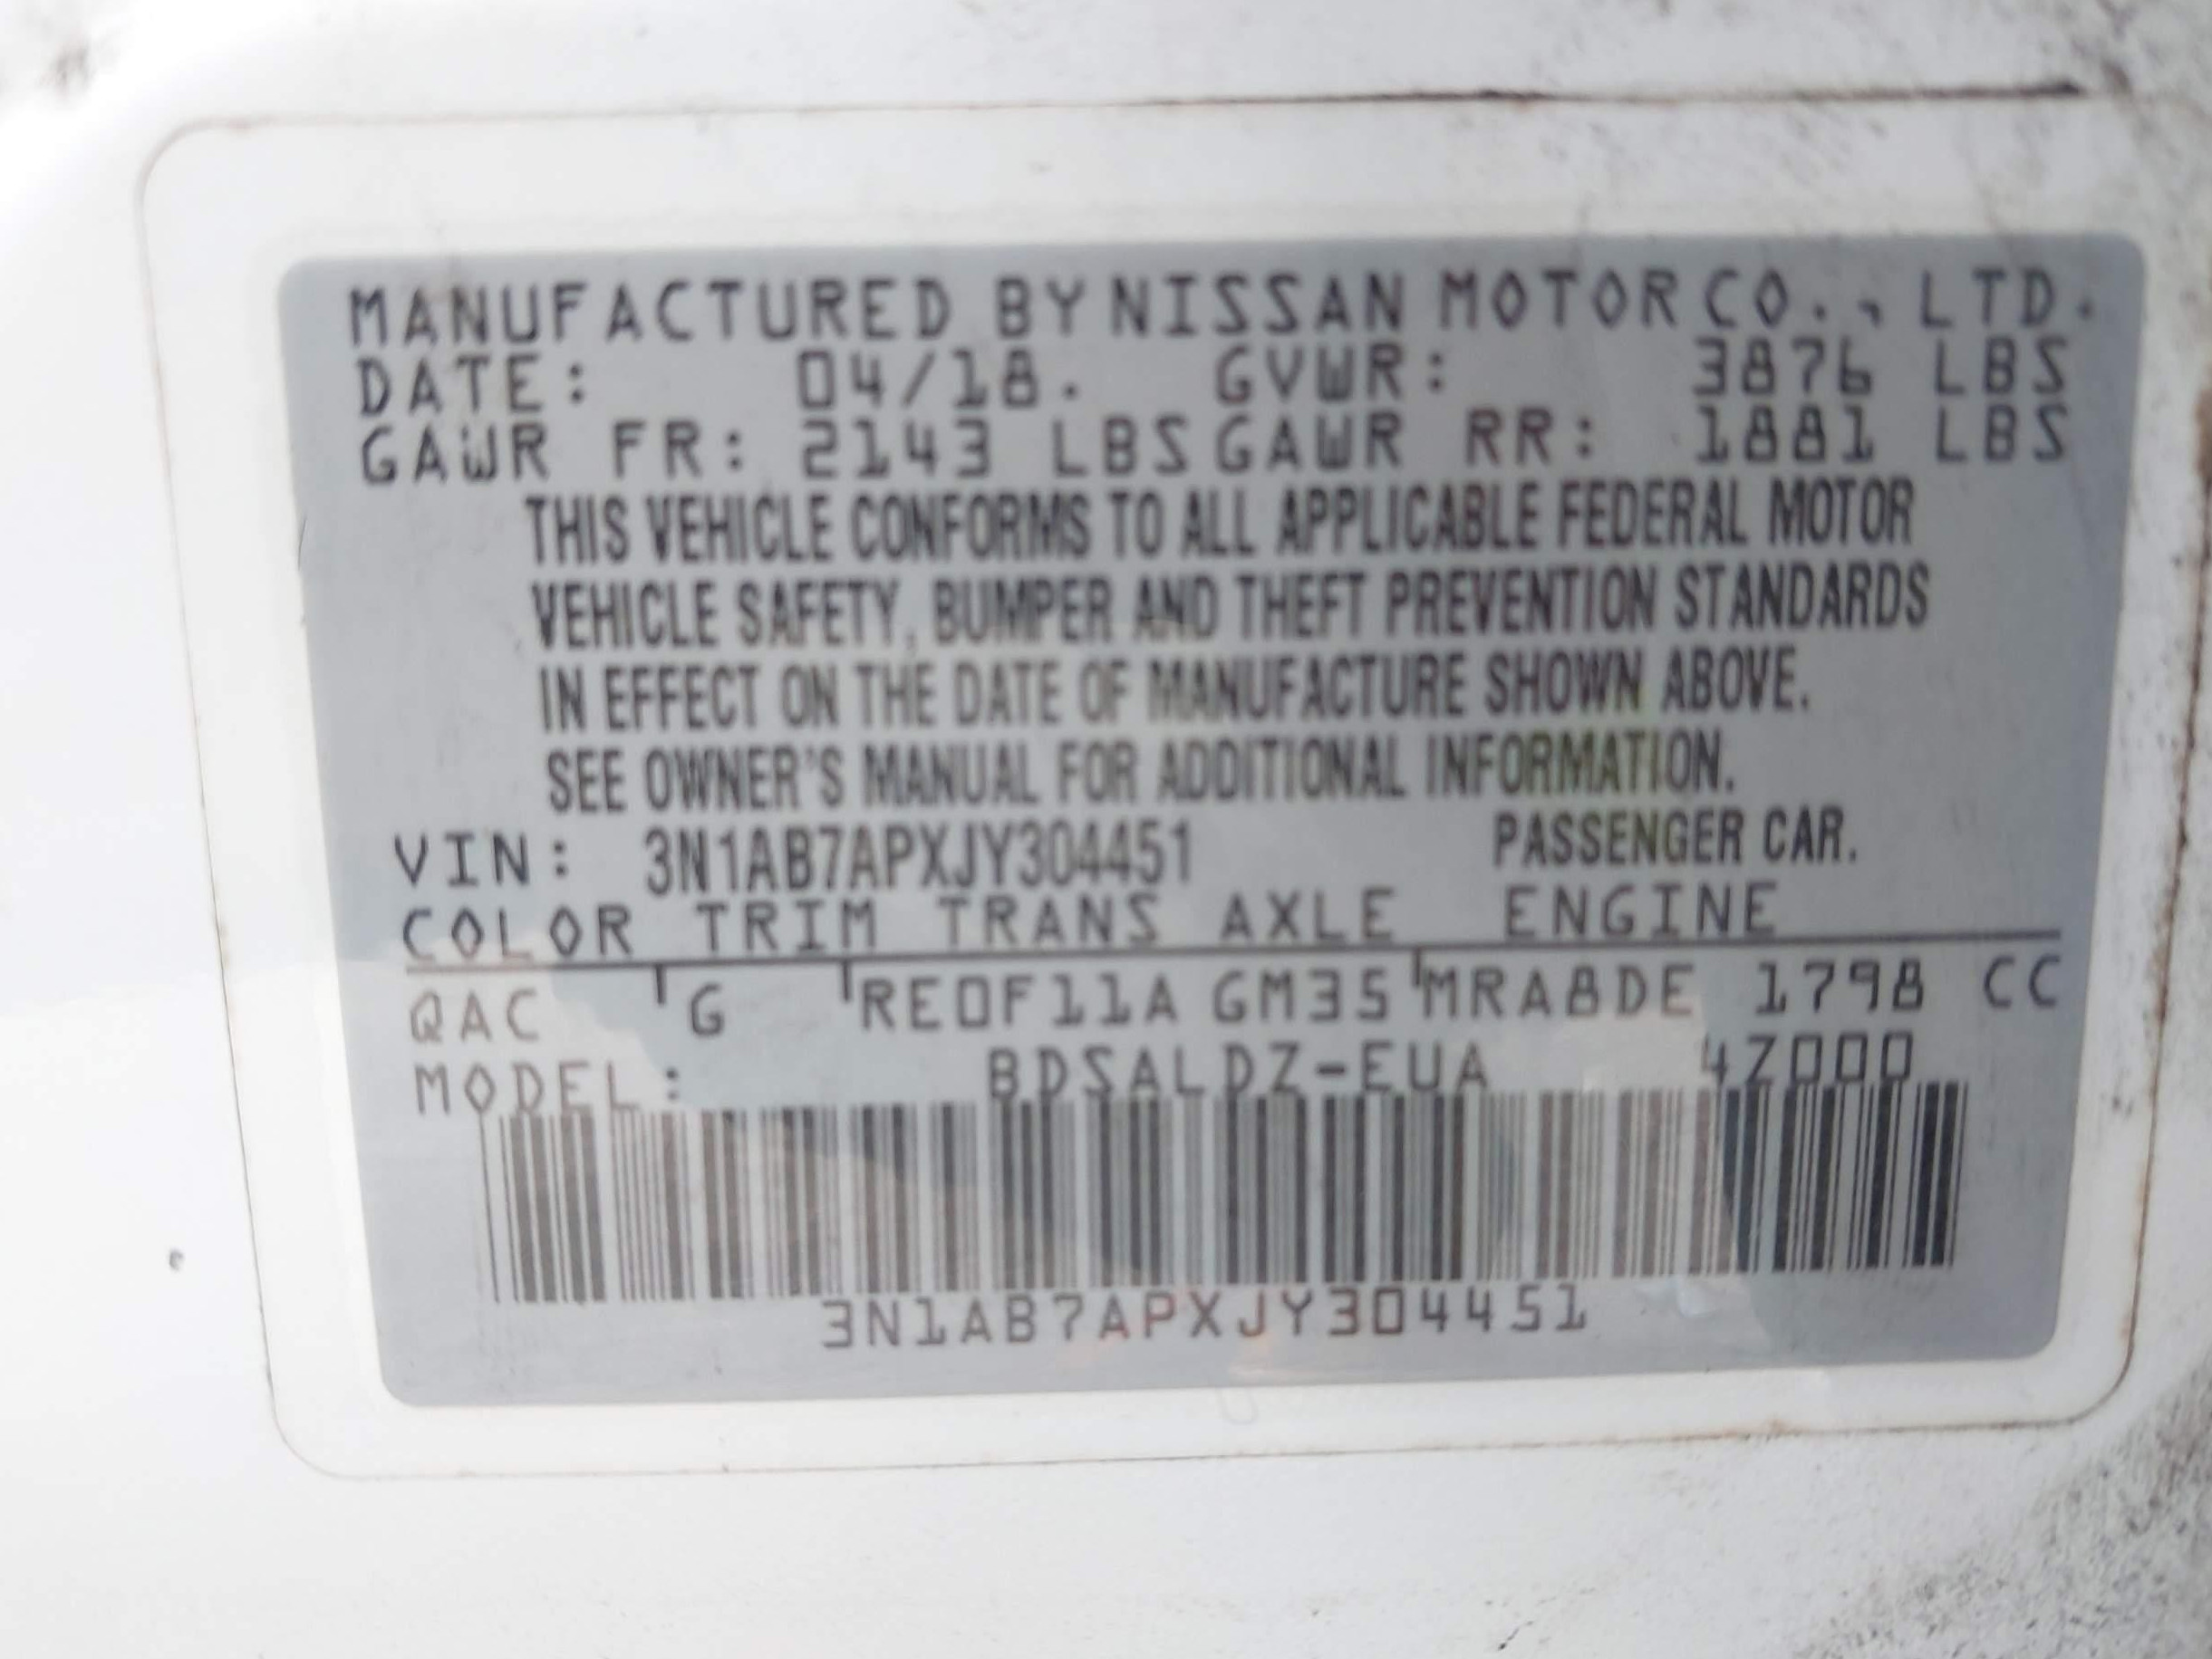 MANUFACTURED BY NISSAN MOTOR CO., LTD.
DATE: 04/18. GVWR: 3876 LBS
GAWR FR: 2143 LBS GAWR RR: 1881 LBS
THIS VEHICLE CONFORMS TO ALL APPLICABLE FEDERAL MOTOR
VEHICLE SAFETY, BUMPER AND THEFT PREVENTION STANDARDS
IN EFFECT ON THE DATE OF MANUFACTURE SHOWN ABOVE.
SEE OWNER'S MANUAL FOR ADDITIONAL INFORMATION.
VIN: 3N1AB7APXJY304451 PASSENGER CAR.
COLOR TRIM TRANS AXLE ENGINE
QAC G RE0F11A GM35 MRA8DE 1798 CC
MODEL: BDSALDZ-EUA 4Z000
3N1AB7APXJY304451